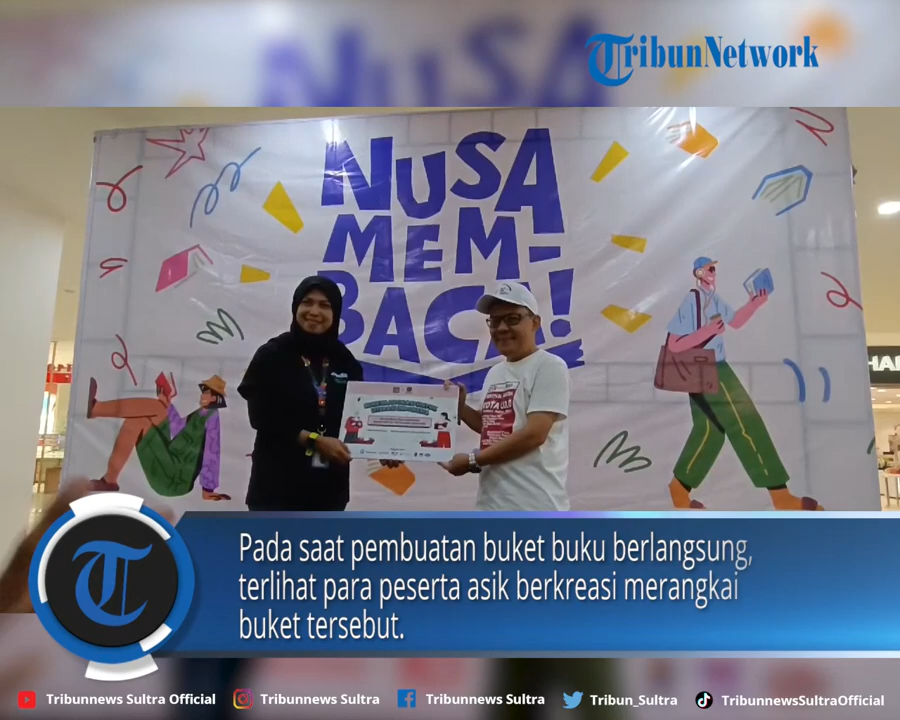 TribunNetwork
NUSA
MEM-
BACA!
Pada saat pembuatan buket buku berlangsung,
terlihat para peserta asik berkreasi merangkai
buket tersebut.
Tribunnews Sultra Official
Tribunnews Sultra
Tribunnews Sultra
Tribun_Sultra
TribunnewsSultraOfficial